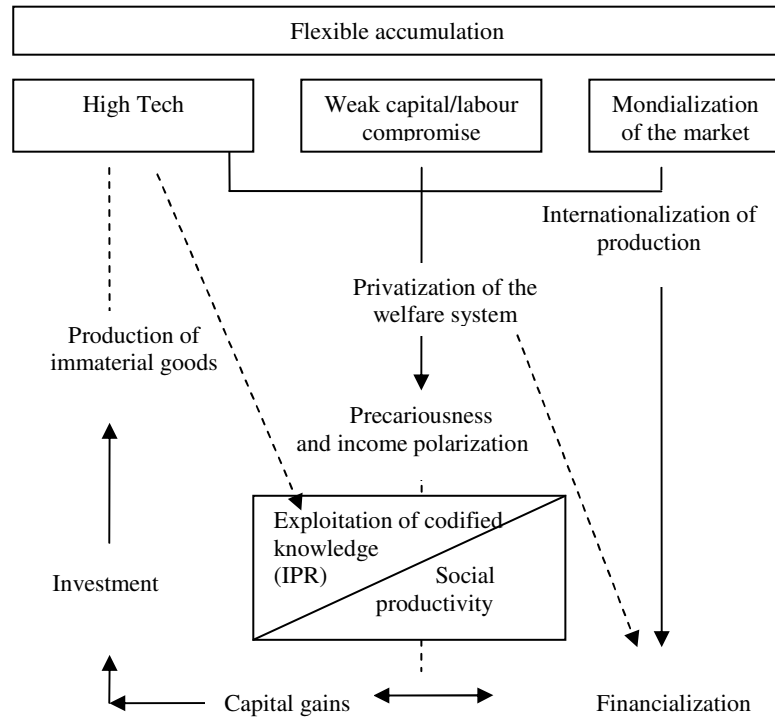 Flexible accumulation
High Tech
Weak capital/labour
compromise
Mondialization
of the market
Internationalization of
production
Privatization of the
welfare system
Production of
immaterial goods
Precariousness
and income polarization
Exploitation of codified
knowledge
(IPR)
Social
productivity
Investment
Capital gains
Financialization